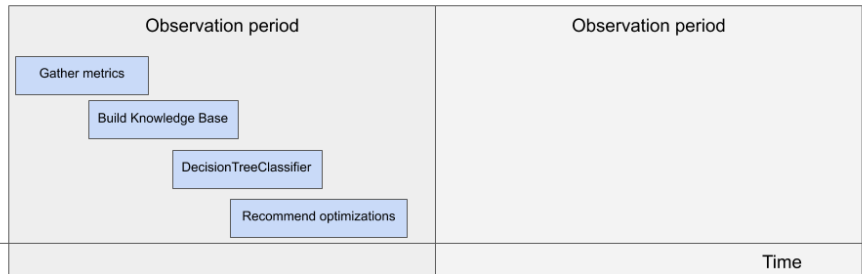 Observation period
Observation period
Gather metrics
Build Knowledge Base
DecisionTreeClassifier
Recommend optimizations
Time